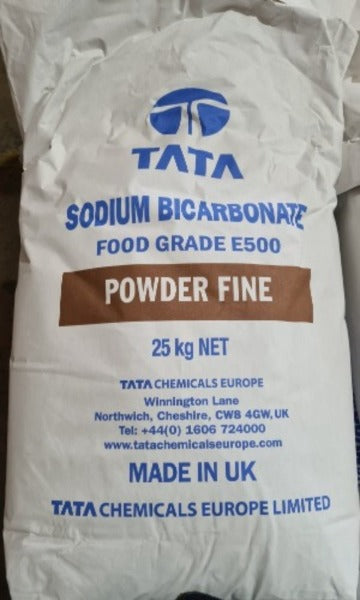 TATA
SODIUM BICARBONATE
FOOD GRADE E500
POWDER FINE
25 kg NET
TATA CHEMICALS EUROPE
Winnington Lane
Northwich, Cheshire, CW8 4GW, UK
Tel: +44(0) 1606 724000
www.tatachemicalseurope.com
MADE IN UK
TATA CHEMICALS EUROPE LIMITED